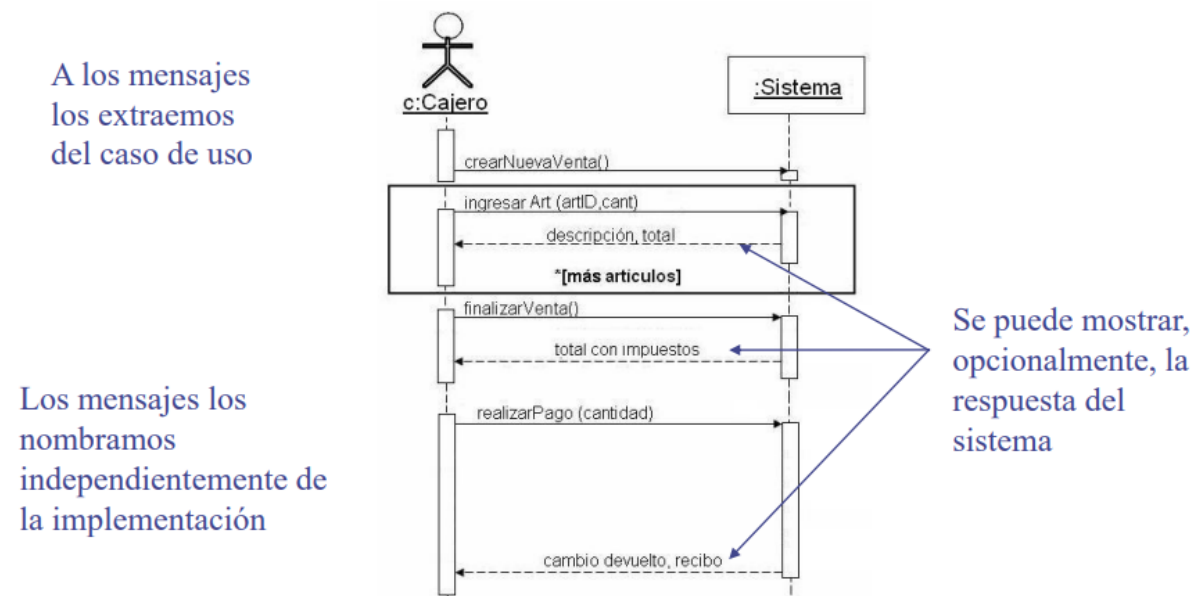 A los mensajes
los extraemos
del caso de uso
c:Cajero
:Sistema
crearNuevaVenta()
ingresar Art (artID,cant)
descripción, total
*[más artículos]
finalizarVenta()
total con impuestos
Se puede mostrar,
opcionalmente, la
respuesta del
sistema
Los mensajes los
nombramos
independientemente de
la implementación
realizarPago (cantidad)
cambio devuelto, recibo